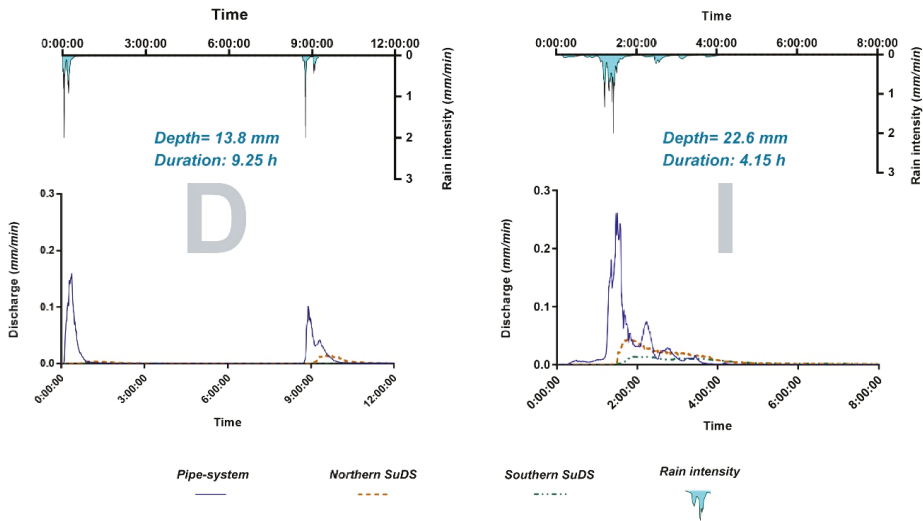 Time
0:00:00 3:00:00 6:00:00 9:00:00 12:00:00
0
1
2
3
Rain intensity (mm/min)
Depth= 13.8 mm
Duration: 9.25 h
D
0.3
0.2
0.1
0.0
Discharge (mm/min)
0:00:00 3:00:00 6:00:00 9:00:00 12:00:00
Time
Time
0:00:00 2:00:00 4:00:00 6:00:00 8:00:00
0
1
2
3
Rain intensity (mm/min)
Depth= 22.6 mm
Duration: 4.15 h
I
0.3
0.2
0.1
0.0
Discharge (mm/min)
0:00:00 2:00:00 4:00:00 6:00:00 8:00:00
Time
Pipe-system Northern SuDS Southern SuDS Rain intensity